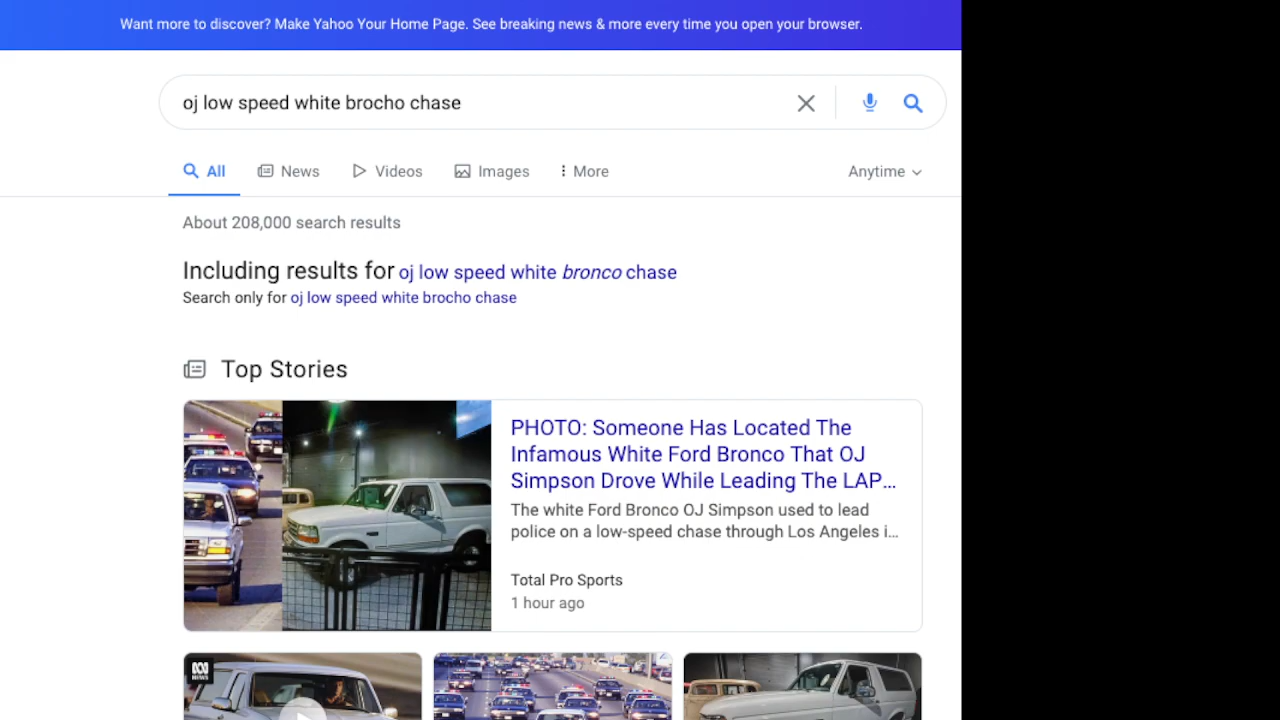 Want more to discover? Make Yahoo Your Home Page. See breaking news & more every time you open your browser.
oj low speed white brocho chase
All News Videos Images More Anytime
About 208,000 search results
Including results for oj low speed white bronco chase
Search only for oj low speed white brocho chase
Top Stories
PHOTO: Someone Has Located The
Infamous White Ford Bronco That OJ
Simpson Drove While Leading The LAP...
The white Ford Bronco OJ Simpson used to lead
police on a low-speed chase through Los Angeles i...
Total Pro Sports
1 hour ago
NEWS